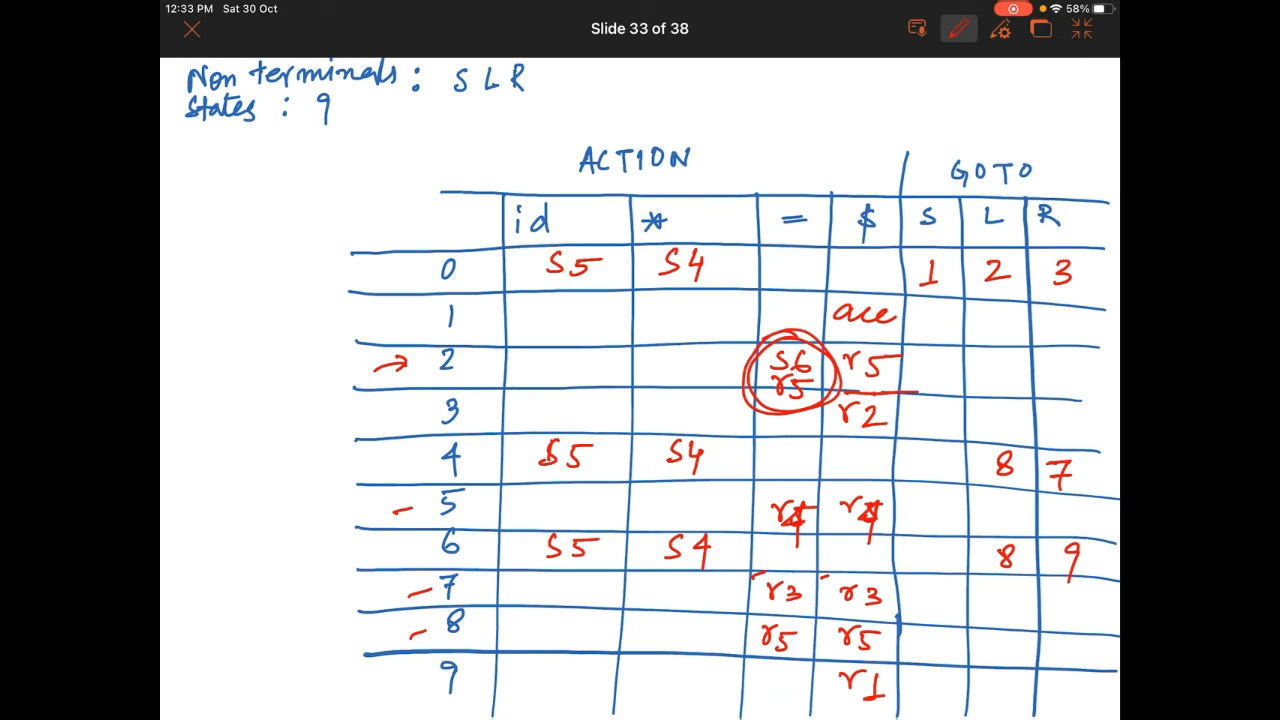 12:33 PM Sat 30 Oct 58%
Slide 33 of 38
Non terminals : S L R
States : 9
ACTION GOTO
id * = $ S L R
0 S5 S4 1 2 3
1 acc
→ 2 S6 r5 r5
3 r2
4 S5 S4 8 7
- 5 r4 r4
6 S5 S4 8 9
- 7 r3 r3
- 8 r5 r5
9 r1